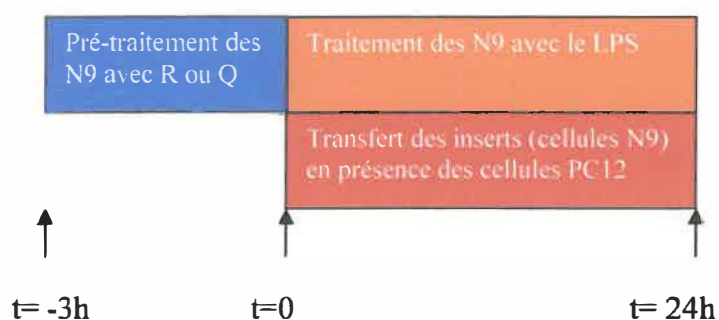 Pré-traitement des
N9 avec R ou Q
Traitement des N9 avec le LPS
Transfert des inserts (cellules N9)
en présence des cellules PC12
t= -3h
t=0
t= 24h